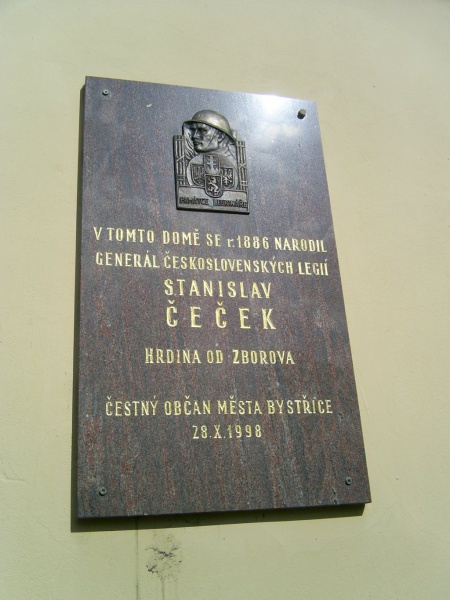 V TOMTO DOMĚ SE r.1886 NARODIL
GENERÁL ČESKOSLOVENSKÝCH LEGIÍ
STANISLAV
ČEČEK
HRDINA OD ZBOROVA
ČESTNÝ OBČAN MĚSTA BYSTŘICE
28.X.1998